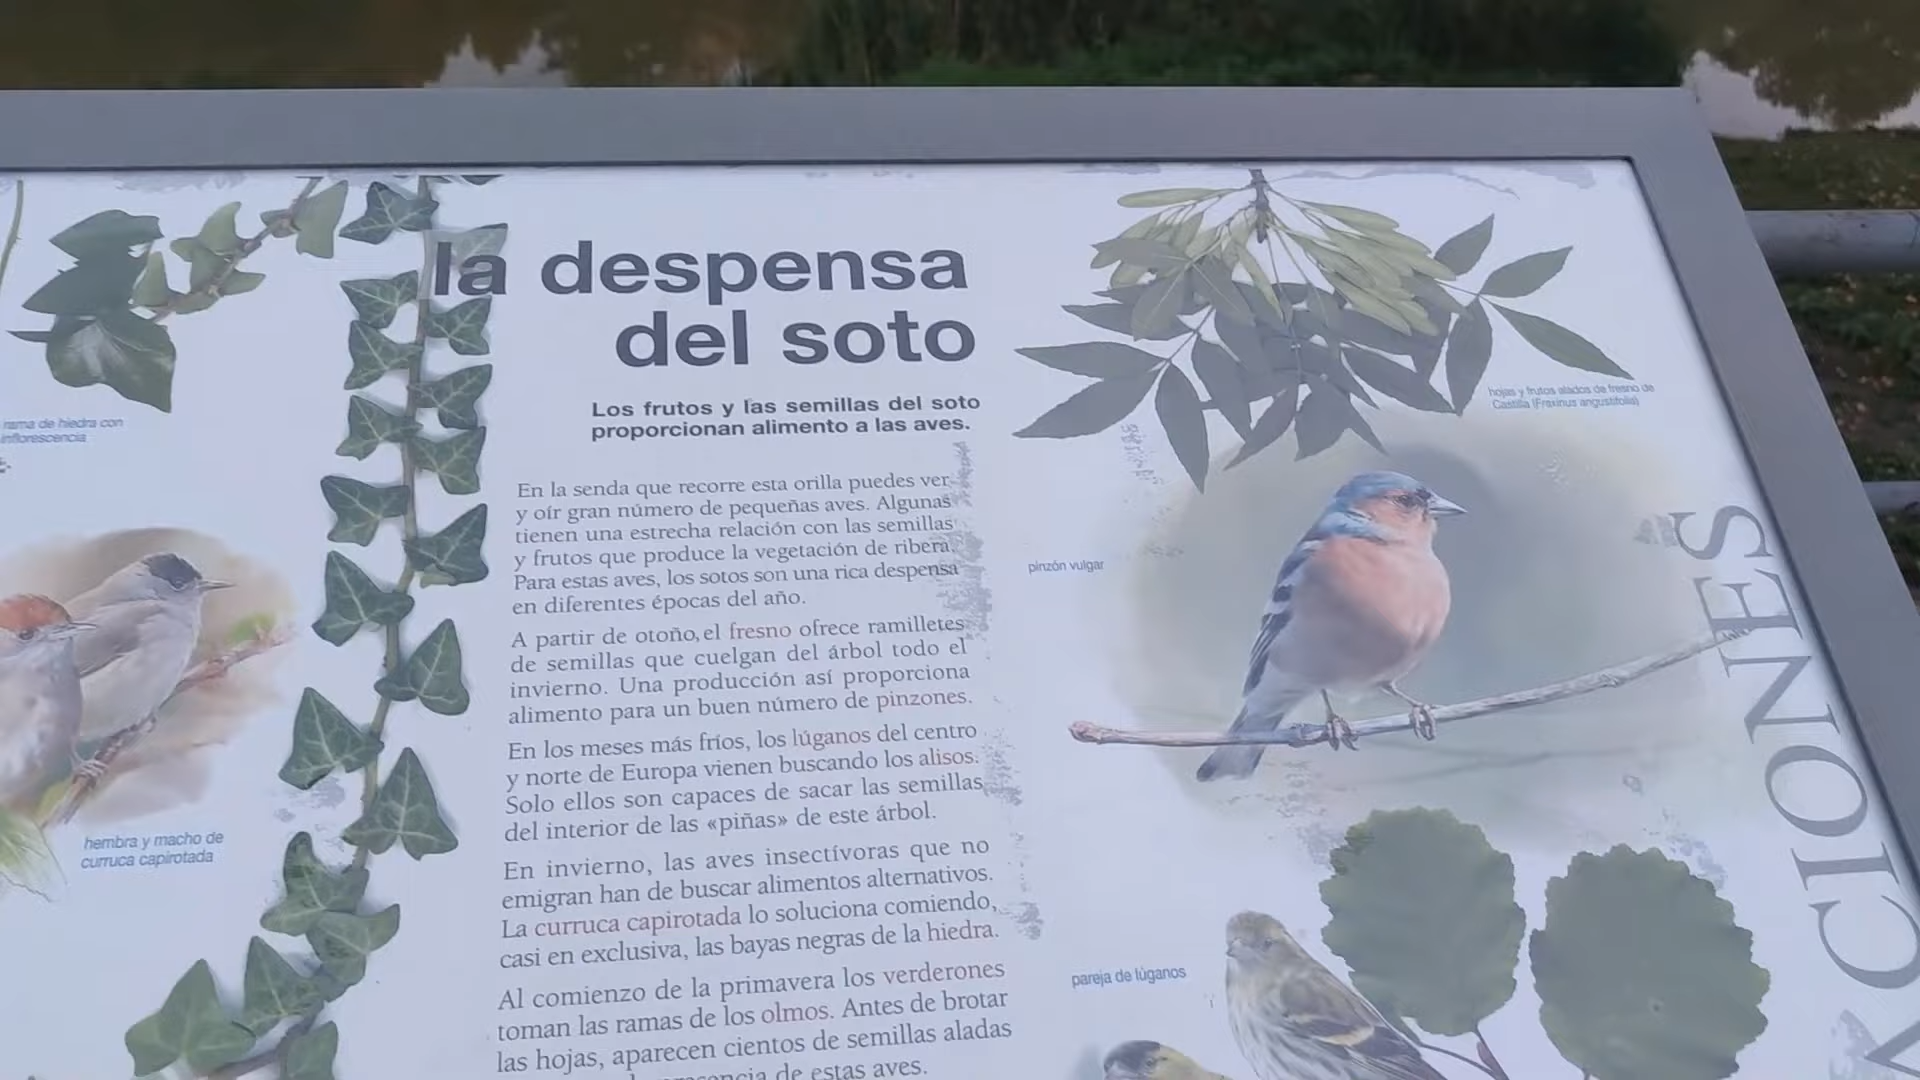 la despensa
del soto
Los frutos y las semillas del soto
proporcionan alimento a las aves.
En la senda que recorre esta orilla puedes ver
y oír gran número de pequeñas aves. Algunas
tienen una estrecha relación con las semillas
y frutos que produce la vegetación de ribera.
Para estas aves, los sotos son una rica despensa
en diferentes épocas del año.
A partir de otoño, el fresno ofrece ramilletes
de semillas que cuelgan del árbol todo el
invierno. Una producción así proporciona
alimento para un buen número de pinzones.
En los meses más fríos, los lúganos del centro
y norte de Europa vienen buscando los alisos.
Solo ellos son capaces de sacar las semillas
del interior de las «piñas» de este árbol.
En invierno, las aves insectívoras que no
emigran han de buscar alimentos alternativos.
La curruca capirotada lo soluciona comiendo,
casi en exclusiva, las bayas negras de la hiedra.
Al comienzo de la primavera los verderones
toman las ramas de los olmos. Antes de brotar
las hojas, aparecen cientos de semillas aladas
de estas aves.
rama de hiedra con
inflorescencia
hembra y macho de
curruca capirotada
hojas y frutos alados de fresno de
Castilla (Fraxinus angustifolia)
pinzón vulgar
pareja de lúganos
ACIONES